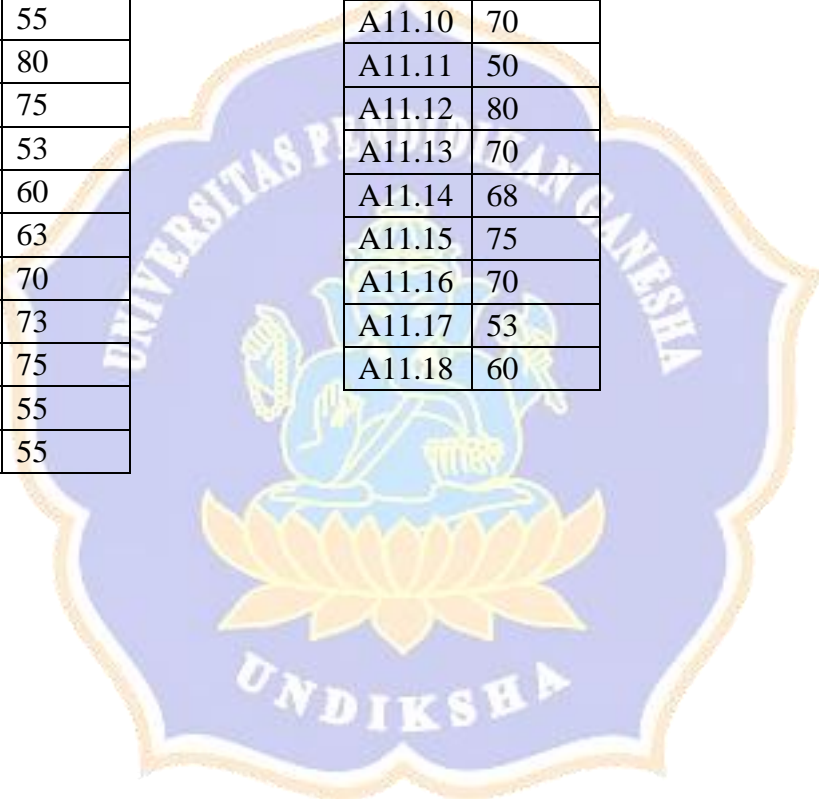 55
80
75
53
60
63
70
73
75
55
55
A11.10 70
A11.11 50
A11.12 80
A11.13 70
A11.14 68
A11.15 75
A11.16 70
A11.17 53
A11.18 60
UNIVERSITAS PENDIDIKAN GANESHA
UNDIKSHA